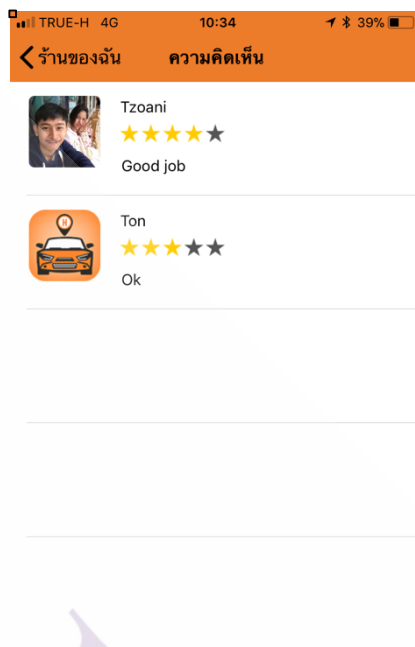 TRUE-H 4G 10:34 39%
ร้านของฉัน ความคิดเห็น
Tzoani
Good job
H
Ton
Ok